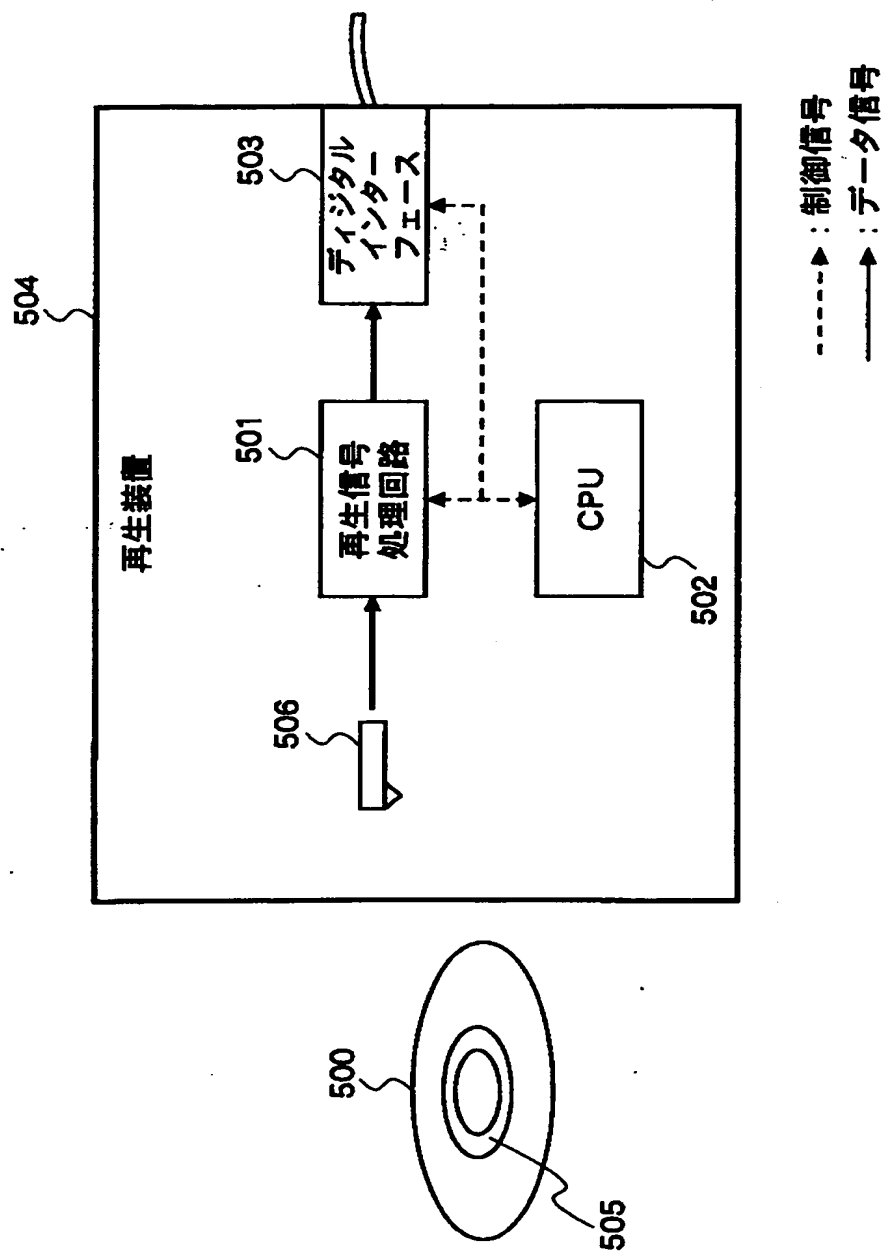 504
再生装置
503
ディジタル
インター
フェース
501
再生信号
処理回路
506
CPU
502
500
505
:制御信号
:データ信号